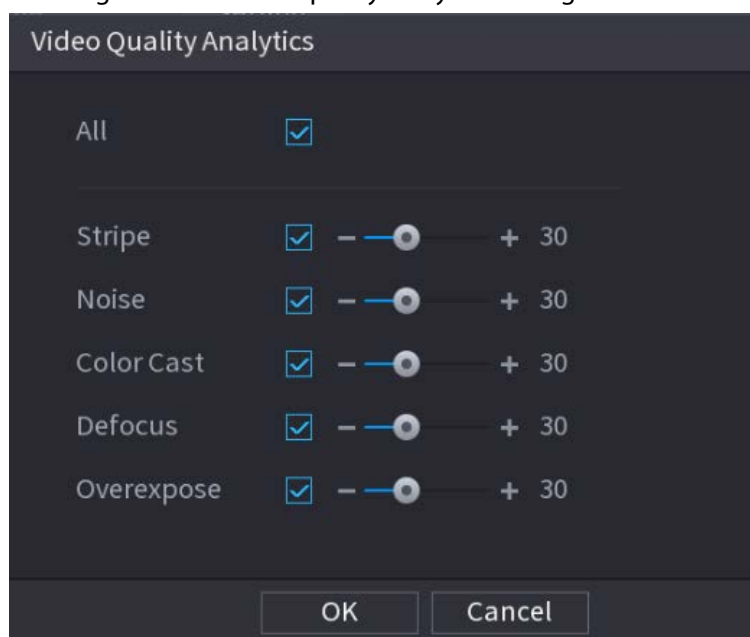 Video Quality Analytics
All
Stripe - + 30
Noise - + 30
Color Cast - + 30
Defocus - + 30
Overexpose - + 30
OK Cancel